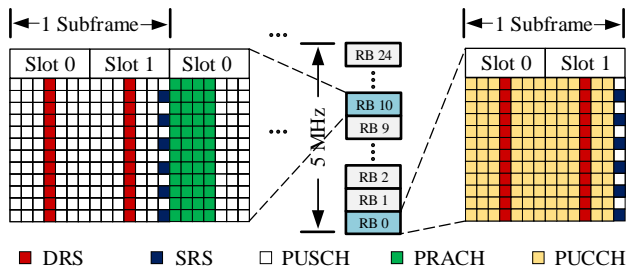 1 Subframe
Slot 0 Slot 1 Slot 0
...
...
5 MHz
RB 24
RB 10
RB 9
RB 2
RB 1
RB 0
1 Subframe
Slot 0 Slot 1
DRS SRS PUSCH PRACH PUCCH